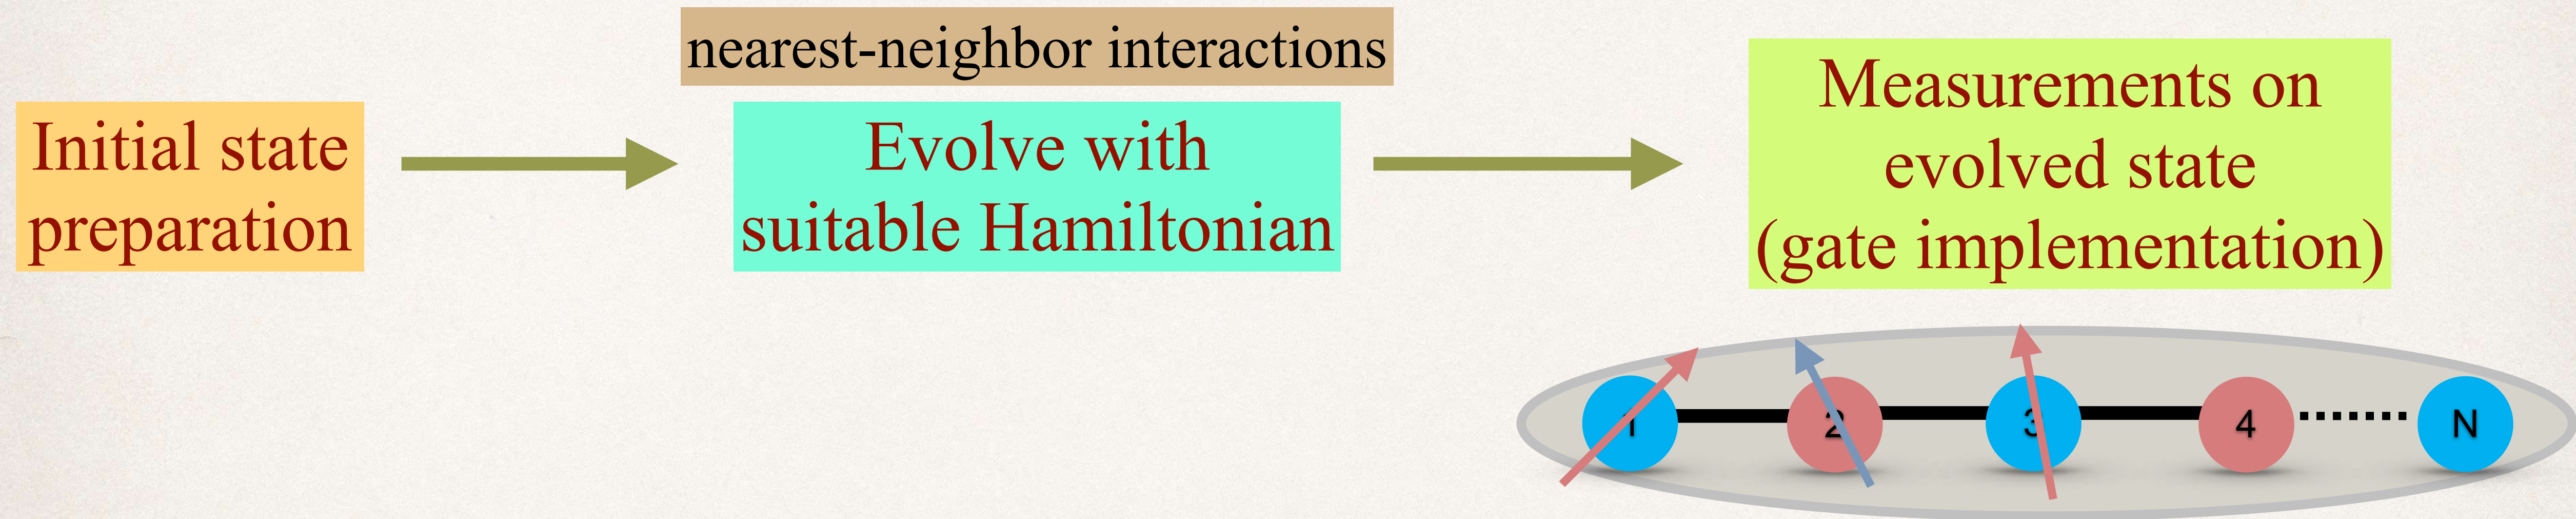 nearest-neighbor interactions
Initial state
preparation
Evolve with
suitable Hamiltonian
Measurements on
evolved state
(gate implementation)
1
2
3
4
N